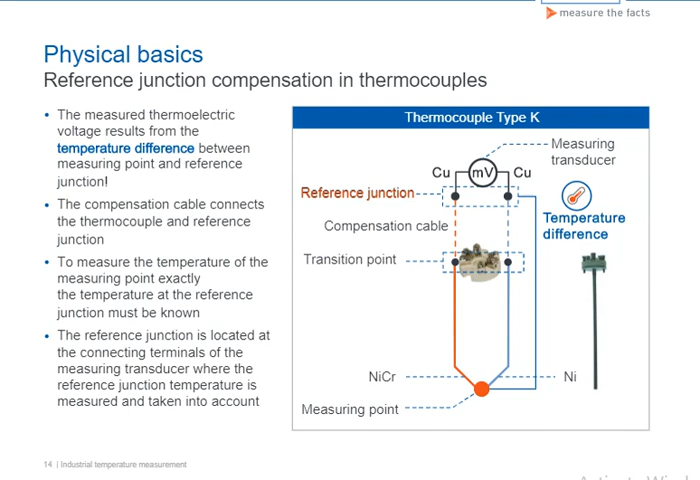 measure the facts
Physical basics
Reference junction compensation in thermocouples
• The measured thermoelectric
voltage results from the
temperature difference between
measuring point and reference
junction!
• The compensation cable connects
the thermocouple and reference
junction
• To measure the temperature of the
measuring point exactly
the temperature at the reference
junction must be known
• The reference junction is located at
the connecting terminals of the
measuring transducer where the
reference junction temperature is
measured and taken into account
Thermocouple Type K
Measuring
transducer
Cu
mV
Cu
Reference junction
Compensation cable
Temperature
difference
Transition point
NiCr
Ni
Measuring point
14 | Industrial temperature measurement